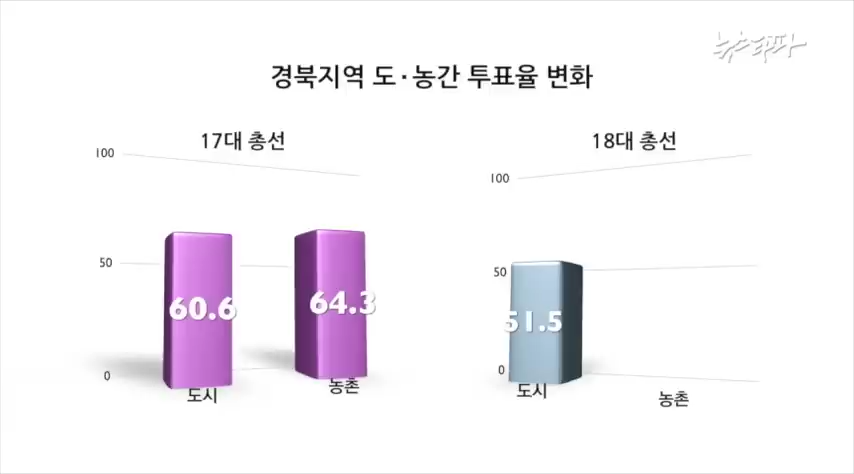 뉴스타파
경북지역 도·농간 투표율 변화
17대 총선
100
50
0
60.6
64.3
도시
농촌
18대 총선
100
50
0
51.5
도시
농촌